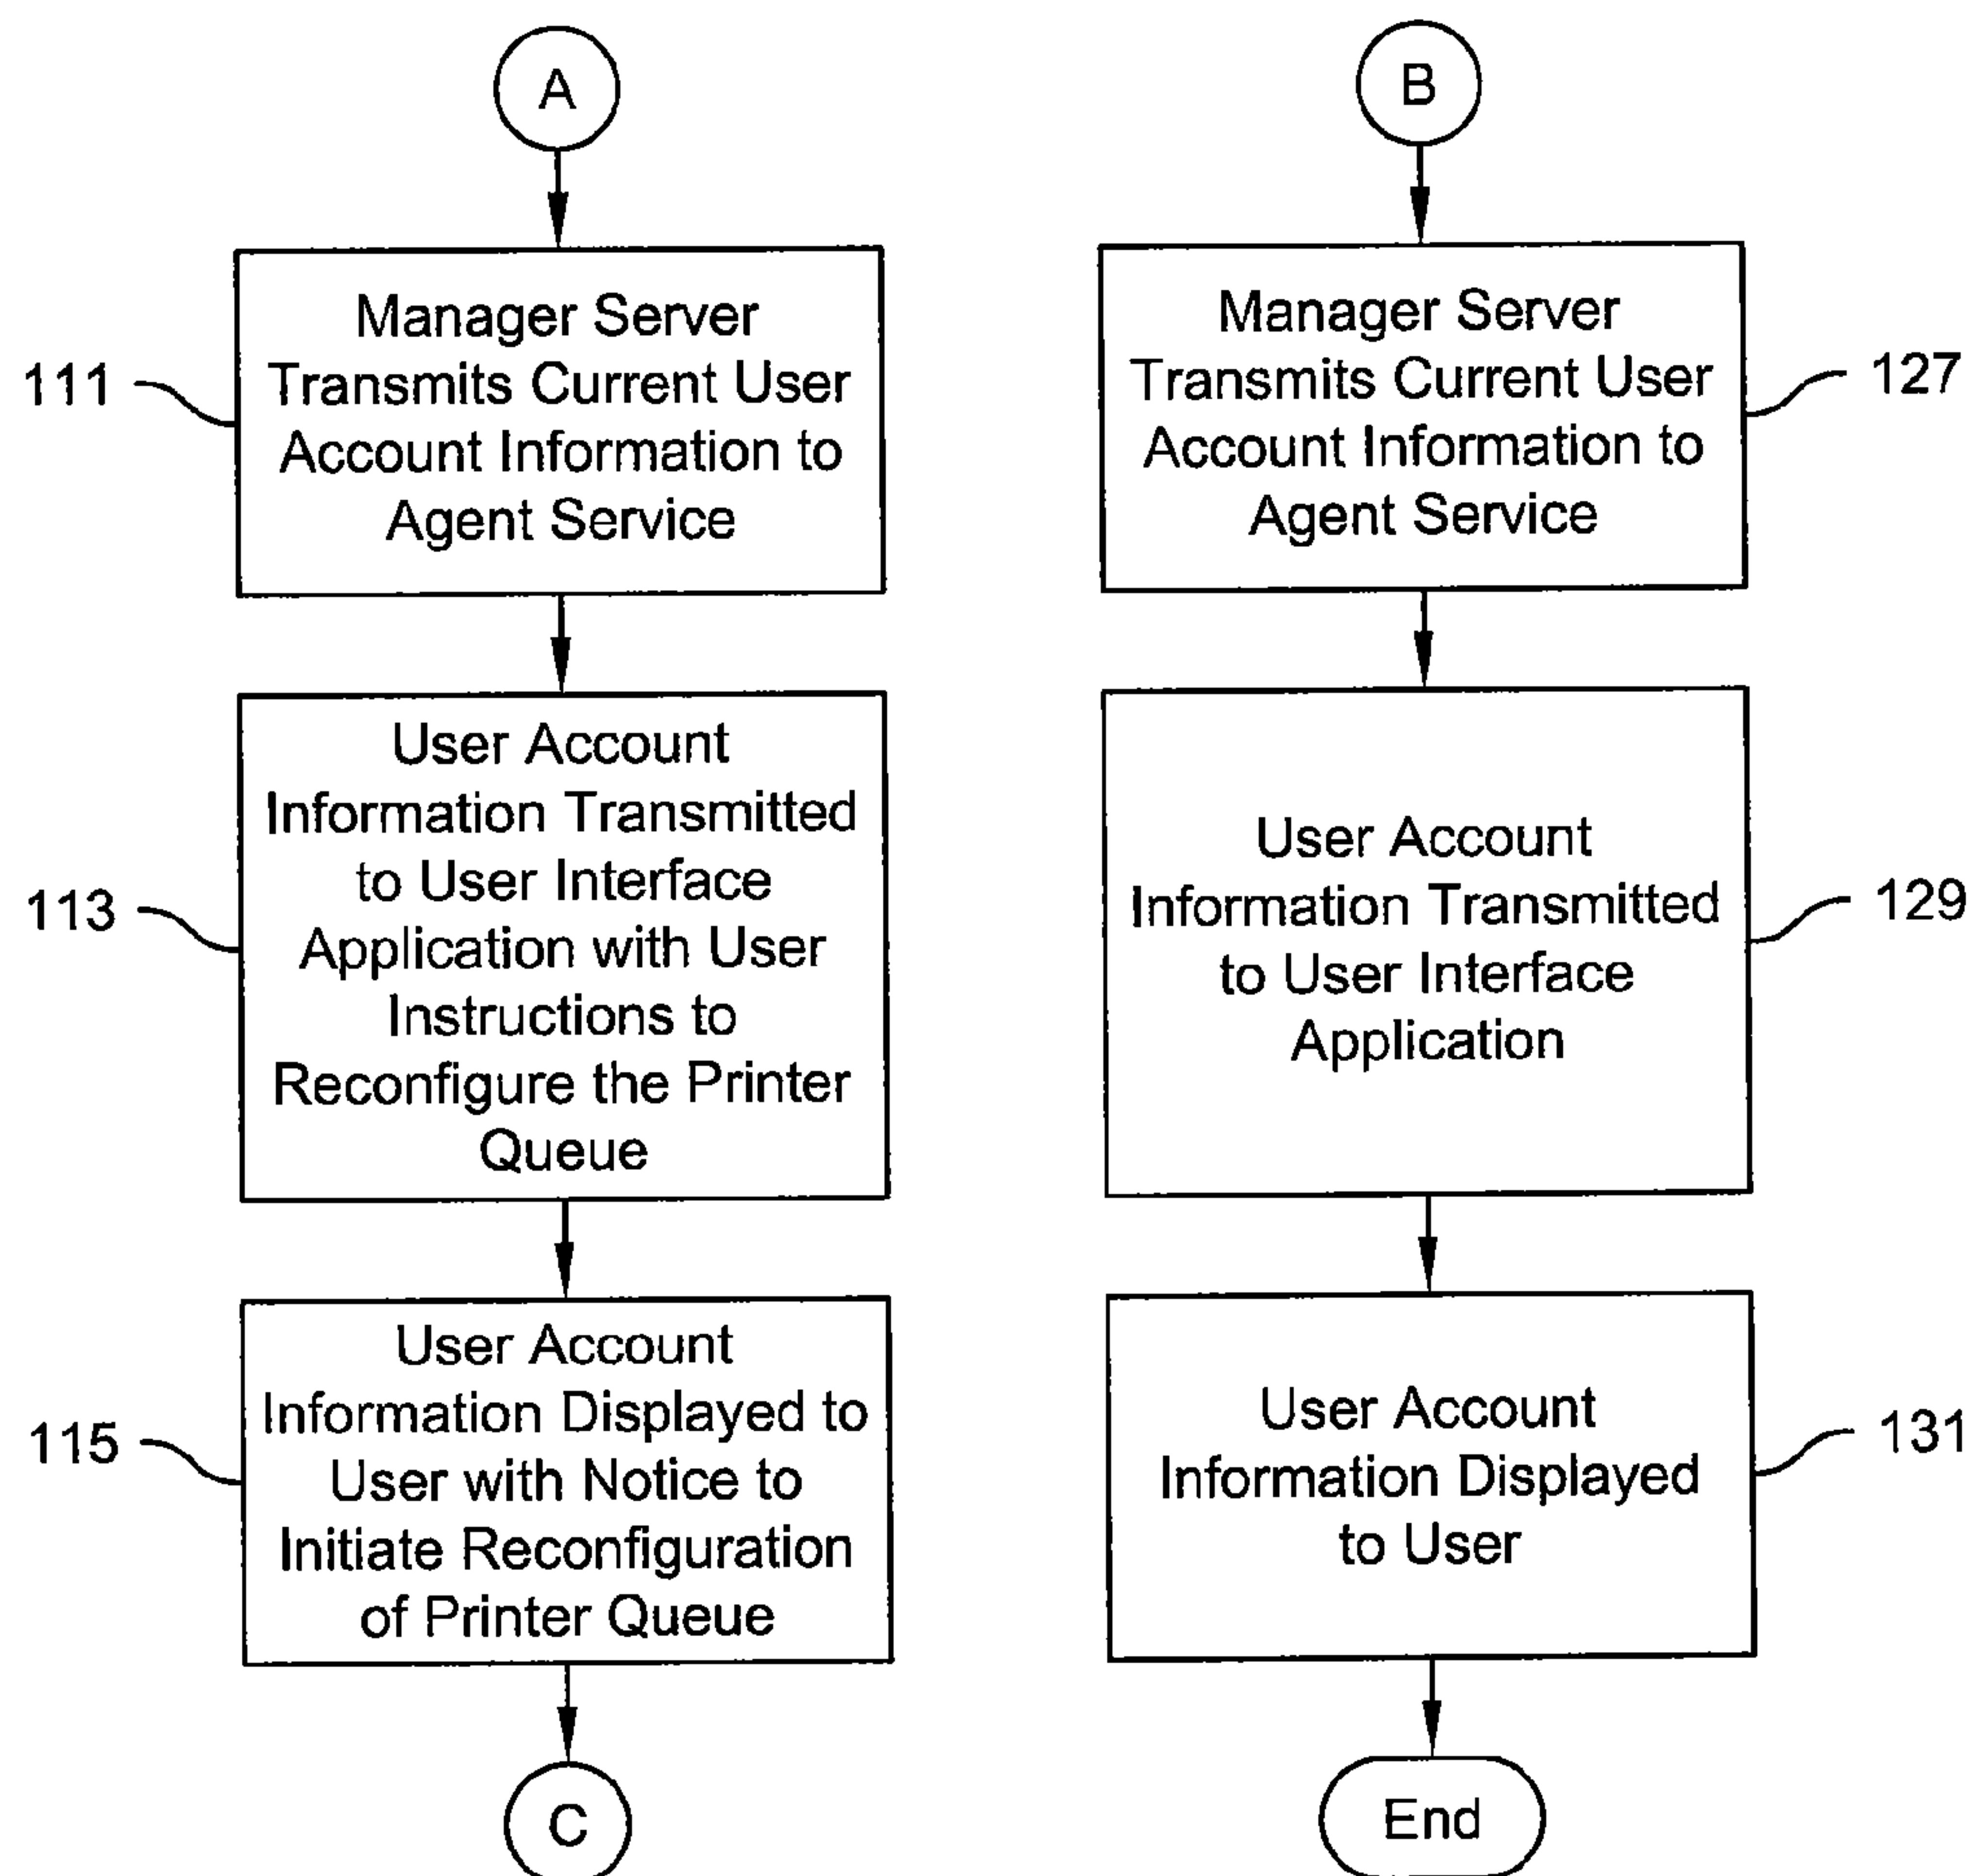 A
Manager Server
Transmits Current User
Account Information to
Agent Service
111
User Account
Information Transmitted
to User Interface
Application with User
Instructions to
Reconfigure the Printer
Queue
113
User Account
Information Displayed to
User with Notice to
Initiate Reconfiguration
of Printer Queue
115
C
B
Manager Server
Transmits Current User
Account Information to
Agent Service
127
User Account
Information Transmitted
to User Interface
Application
129
User Account
Information Displayed
to User
131
End